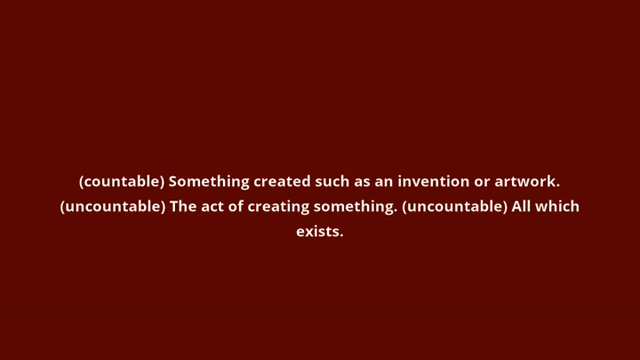 (countable) Something created such as an invention or artwork.
(uncountable) The act of creating something. (uncountable) All which
exists.